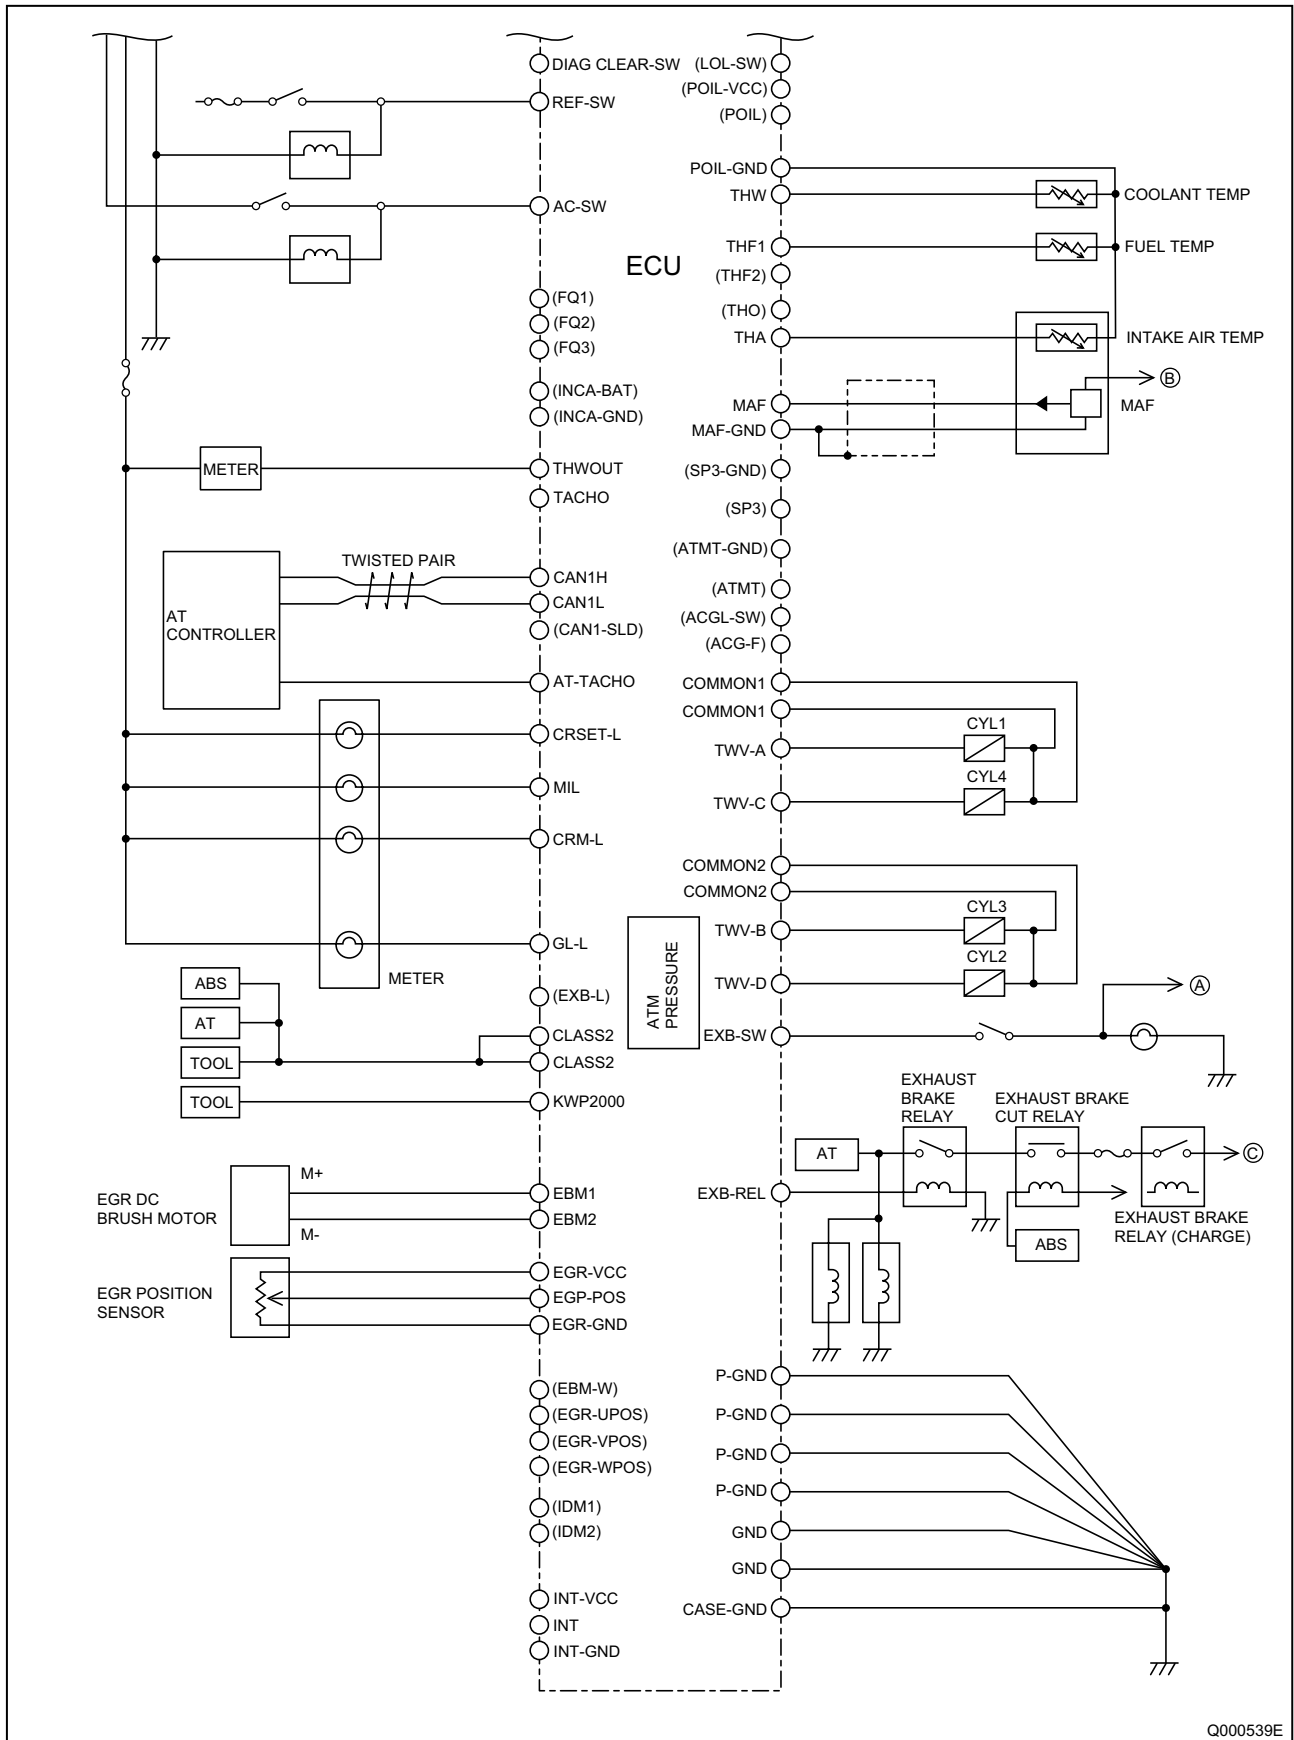 DIAG CLEAR-SW
REF-SW
AC-SW
ECU
(FQ1)
(FQ2)
(FQ3)
(INCA-BAT)
(INCA-GND)
METER
THWOUT
TACHO
TWISTED PAIR
AT
CONTROLLER
CAN1H
CAN1L
(CAN1-SLD)
AT-TACHO
CRSET-L
MIL
CRM-L
GL-L
METER
ABS
AT
TOOL
TOOL
(EXB-L)
CLASS2
CLASS2
KWP2000
EGR DC
BRUSH MOTOR
M+
M-
EBM1
EBM2
EGR POSITION
SENSOR
EGR-VCC
EGP-POS
EGR-GND
(EBM-W)
(EGR-UPOS)
(EGR-VPOS)
(EGR-WPOS)
(IDM1)
(IDM2)
INT-VCC
INT
INT-GND
(LOL-SW)
(POIL-VCC)
(POIL)
POIL-GND
THW
COOLANT TEMP
THF1
FUEL TEMP
(THF2)
(THO)
THA
INTAKE AIR TEMP
B
MAF
MAF
MAF-GND
(SP3-GND)
(SP3)
(ATMT-GND)
(ATMT)
(ACGL-SW)
(ACG-F)
COMMON1
COMMON1
CYL1
TWV-A
CYL4
TWV-C
COMMON2
COMMON2
CYL3
TWV-B
CYL2
TWV-D
ATM
PRESSURE
A
EXB-SW
EXHAUST
BRAKE
RELAY
EXHAUST BRAKE
CUT RELAY
AT
C
EXB-REL
EXHAUST BRAKE
RELAY (CHARGE)
ABS
P-GND
P-GND
P-GND
P-GND
GND
GND
CASE-GND
Q000539E